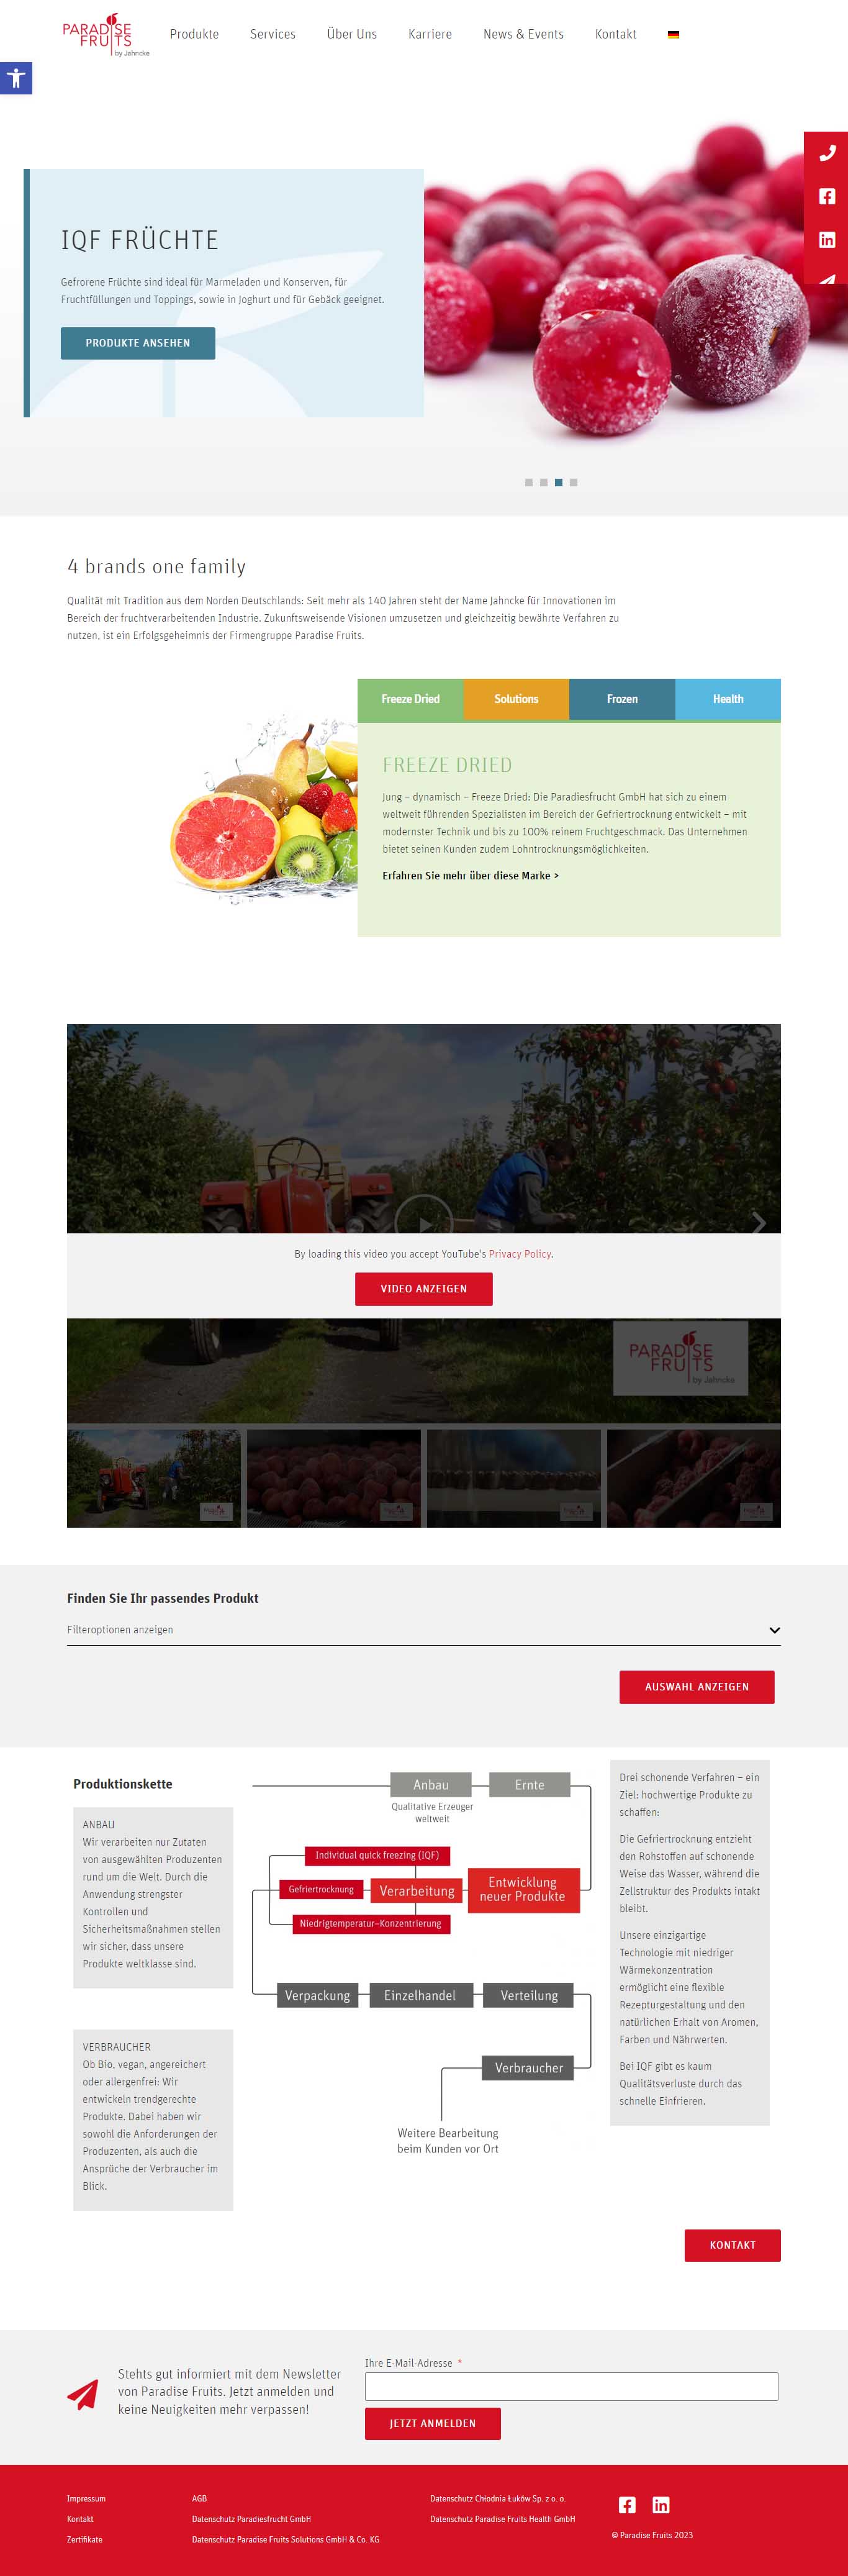 PARADISE
FRUITS
by Jahncke
Produkte
Services
Über Uns
Karriere
News & Events
Kontakt
IQF FRÜCHTE
Gefrorene Früchte sind ideal für Marmeladen und Konserven, für
Fruchtfüllungen und Toppings, sowie in Joghurt und für Gebäck geeignet.
PRODUKTE ANSEHEN
4 brands one family
Qualität mit Tradition aus dem Norden Deutschlands: Seit mehr als 140 Jahren steht der Name Jahncke für Innovationen im
Bereich der fruchtverarbeitenden Industrie. Zukunftsweisende Visionen umzusetzen und gleichzeitig bewährte Verfahren zu
nutzen, ist ein Erfolgsgeheimnis der Firmengruppe Paradise Fruits.
Freeze Dried
Solutions
Frozen
Health
FREEZE DRIED
Jung – dynamisch – Freeze Dried: Die Paradiesfrucht GmbH hat sich zu einem
weltweit führenden Spezialisten im Bereich der Gefriertrocknung entwickelt – mit
modernster Technik und bis zu 100% reinem Fruchtgeschmack. Das Unternehmen
bietet seinen Kunden zudem Lohntrocknungsmöglichkeiten.
Erfahren Sie mehr über diese Marke >
By loading this video you accept YouTube's Privacy Policy.
VIDEO ANZEIGEN
PARADISE
FRUITS
by Jahncke
Finden Sie Ihr passendes Produkt
Filteroptionen anzeigen
AUSWAHL ANZEIGEN
Produktionskette
ANBAU
Wir verarbeiten nur Zutaten
von ausgewählten Produzenten
rund um die Welt. Durch die
Anwendung strengster
Kontrollen und
Sicherheitsmaßnahmen stellen
wir sicher, dass unsere
Produkte weltklasse sind.
VERBRAUCHER
Ob Bio, vegan, angereichert
oder allergenfrei: Wir
entwickeln trendgerechte
Produkte. Dabei haben wir
sowohl die Anforderungen der
Produzenten, als auch die
Ansprüche der Verbraucher im
Blick.
Anbau
Ernte
Qualitative Erzeuger
weltweit
Individual quick freezing (IQF)
Gefriertrocknung
Verarbeitung
Entwicklung
neuer Produkte
Niedrigtemperatur-Konzentrierung
Verpackung
Einzelhandel
Verteilung
Verbraucher
Weitere Bearbeitung
beim Kunden vor Ort
Drei schonende Verfahren – ein
Ziel: hochwertige Produkte zu
schaffen:
Die Gefriertrocknung entzieht
den Rohstoffen auf schonende
Weise das Wasser, während die
Zellstruktur des Produkts intakt
bleibt.
Unsere einzigartige
Technologie mit niedriger
Wärmekonzentration
ermöglicht eine flexible
Rezepturgestaltung und den
natürlichen Erhalt von Aromen,
Farben und Nährwerten.
Bei IQF gibt es kaum
Qualitätsverluste durch das
schnelle Einfrieren.
KONTAKT
Stehts gut informiert mit dem Newsletter
von Paradise Fruits. Jetzt anmelden und
keine Neuigkeiten mehr verpassen!
Ihre E-Mail-Adresse *
JETZT ANMELDEN
Impressum
Kontakt
Zertifikate
AGB
Datenschutz Paradiesfrucht GmbH
Datenschutz Paradise Fruits Solutions GmbH & Co. KG
Datenschutz Chłodnia Łuków Sp. z o. o.
Datenschutz Paradise Fruits Health GmbH
© Paradise Fruits 2023